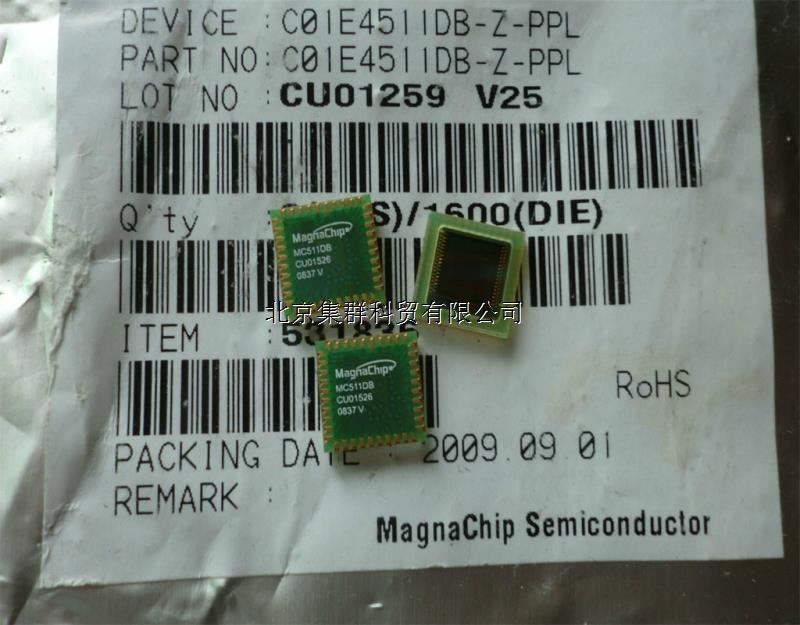 DEVICE : C01E4511DB-Z-PPL
PART NO: C01E4511DB-Z-PPL
LOT NO : CU01259 V25
Q'ty : S)/1600(DIE)
MagnaChip®
MC511DB
CU01526
0837 V
北京集群科贸有限公司
ITEM :
MagnaChip®
MC511DB
CU01526
0837 V
RoHS
PACKING DATE : 2009.09.01
REMARK :
MagnaChip Semiconductor